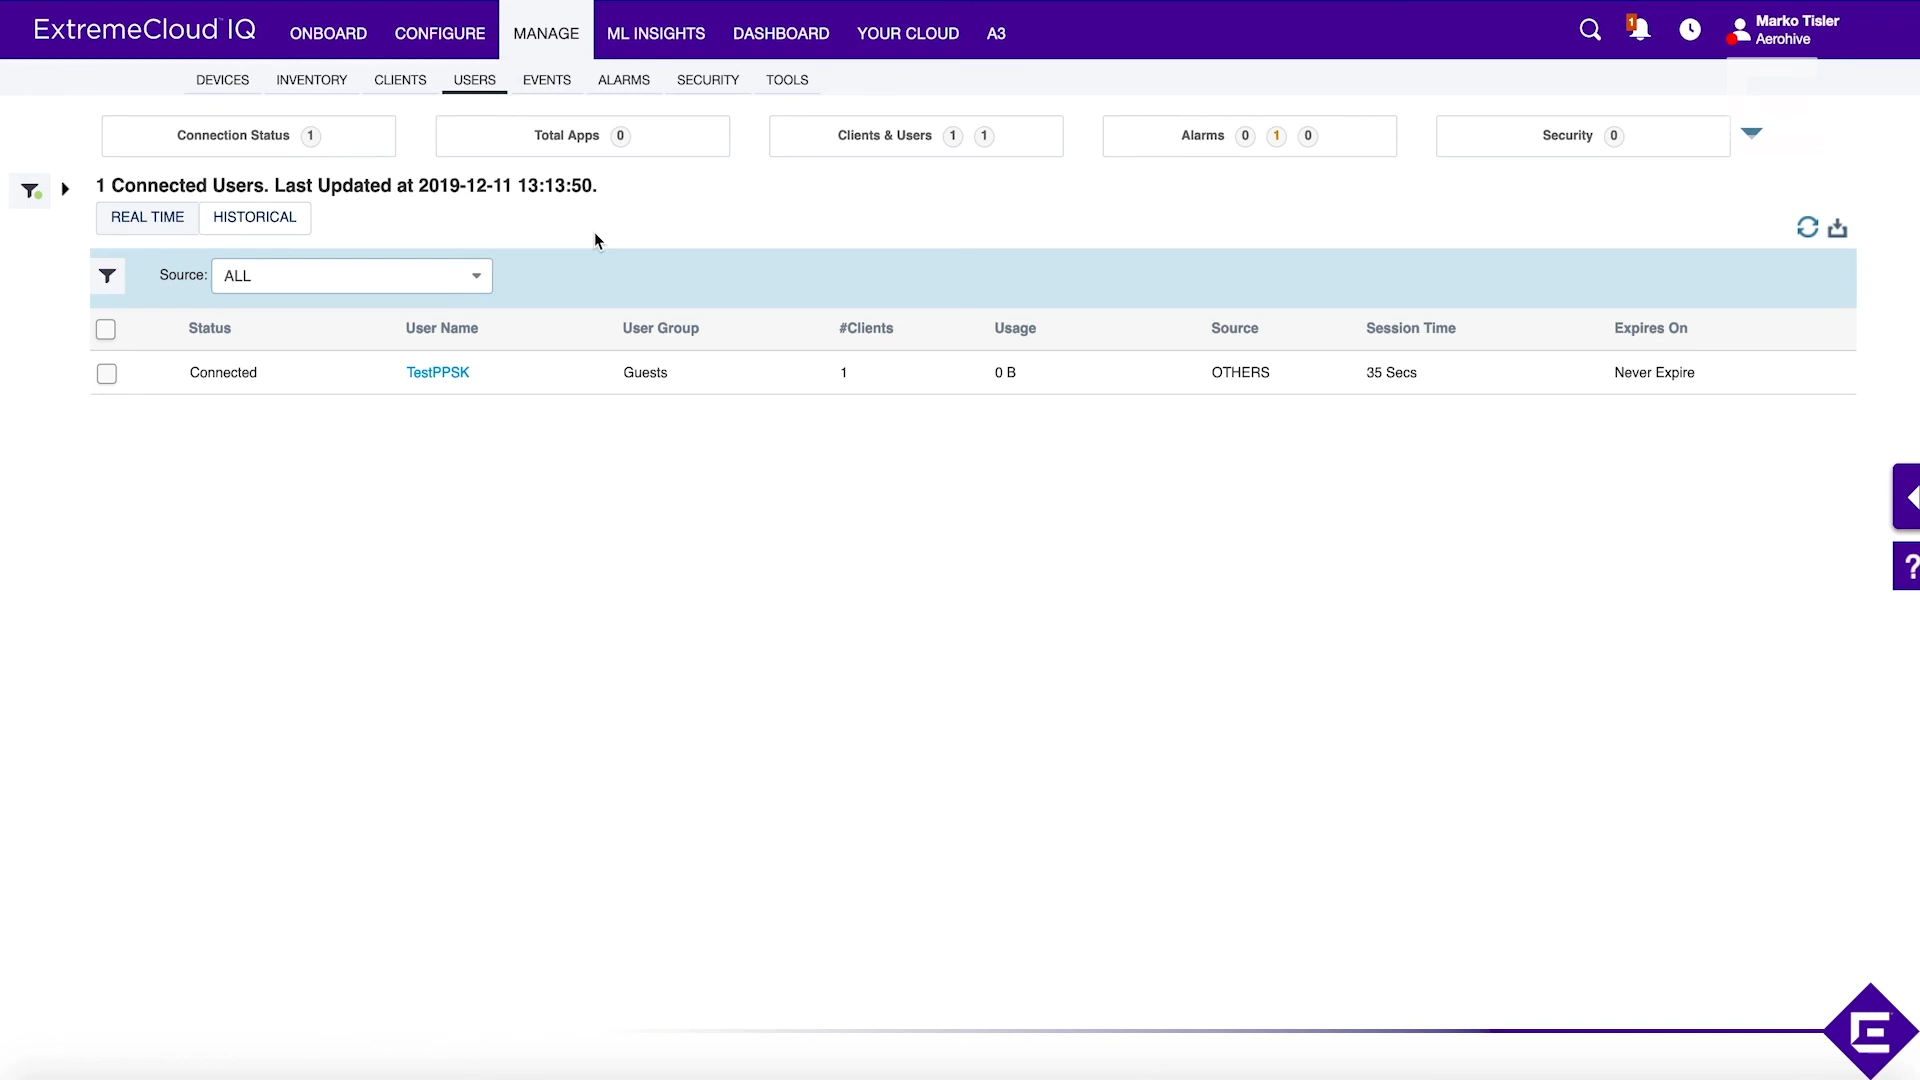 ExtremeCloud™ IQ ONBOARD CONFIGURE MANAGE ML INSIGHTS DASHBOARD YOUR CLOUD A3 1 Marko Tisler
Aerohive
DEVICES INVENTORY CLIENTS USERS EVENTS ALARMS SECURITY TOOLS
Connection Status 1 Total Apps 0 Clients & Users 1 1 Alarms 0 1 0 Security 0
1 Connected Users. Last Updated at 2019-12-11 13:13:50.
REAL TIME HISTORICAL
Source: ALL
Status User Name User Group #Clients Usage Source Session Time Expires On
Connected TestPPSK Guests 1 0 B OTHERS 35 Secs Never Expire
?
E